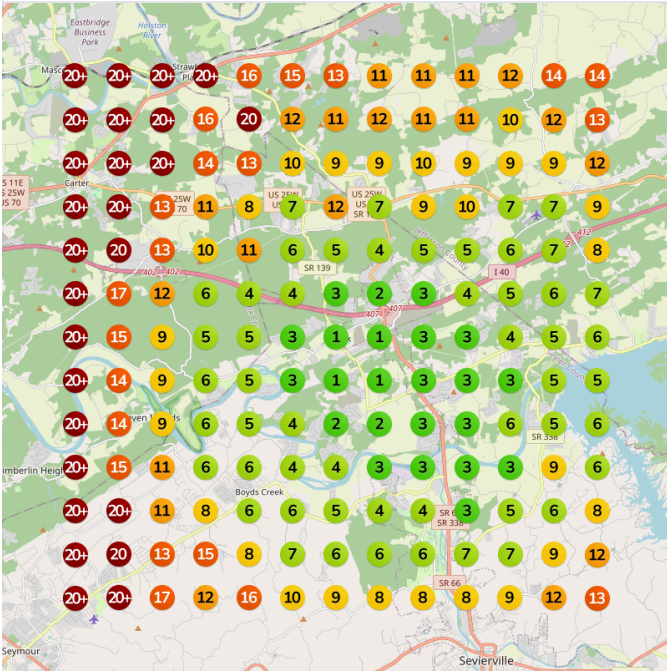 Eastbridge
Business
Park
Holston
River
20+ 20+ 20+ 20+ 16 15 13 11 11 11 12 14 14
20+ 20+ 20+ 16 20 12 11 12 11 11 10 12 13
20+ 20+ 20+ 14 13 10 9 9 10 9 9 9 12
Carter
S 11E
S 25W
JS 70
25W
70
US 25W
US 25W
SR 1
20+ 20+ 13 11 8 7 12 7 9 10 7 7 9
412
20+ 20 13 10 11 6 5 4 5 5 6 7 8
402 402
SR 139
I 40
20+ 17 12 6 4 4 3 2 3 4 5 6 7
407 407
20+ 15 9 5 5 3 1 1 3 3 4 5 6
20+ 14 9 6 5 3 1 1 3 3 3 5 5
20+ 14 9 6 5 4 2 2 3 3 6 5 6
SR 338
20+ 15 11 6 6 4 4 3 3 3 3 9 6
Boyds Creek
20+ 20+ 11 8 6 6 5 4 4 3 5 6 8
SR 338
20+ 20 13 15 8 7 6 6 6 7 7 9 12
SR 66
20+ 20+ 17 12 16 10 9 8 8 8 9 12 13
Seymour
Sevierville